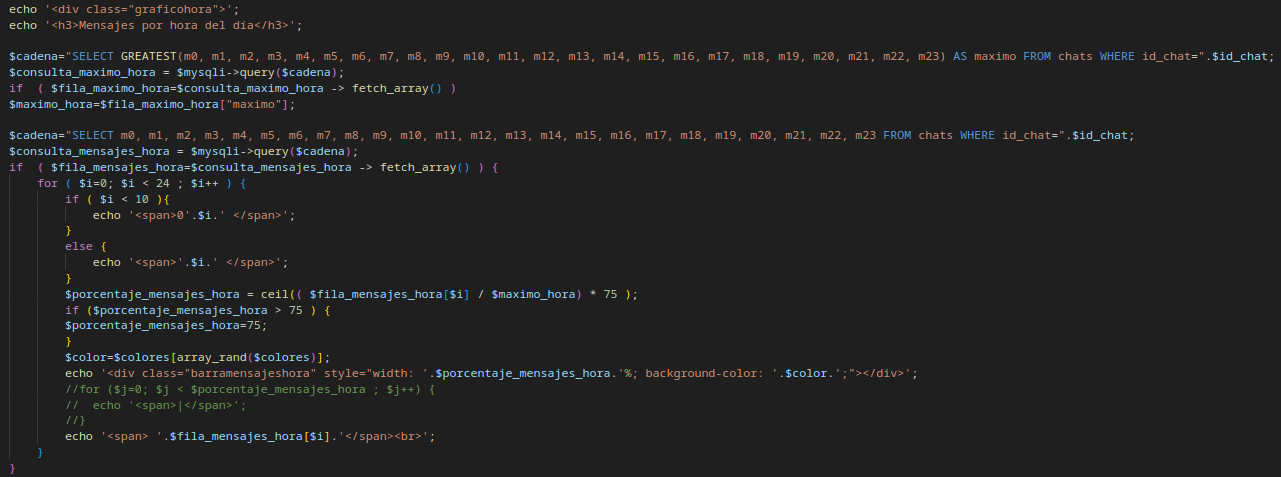 echo '<div class="graficohora">';
echo '<h3>Mensajes por hora del día</h3>';

$cadena="SELECT GREATEST(m0, m1, m2, m3, m4, m5, m6, m7, m8, m9, m10, m11, m12, m13, m14, m15, m16, m17, m18, m19, m20, m21, m22, m23) AS maximo FROM chats WHERE id_chat=".$id_chat;
$consulta_maximo_hora = $mysqli->query($cadena);
if  ( $fila_maximo_hora=$consulta_maximo_hora -> fetch_array() )
$maximo_hora=$fila_maximo_hora["maximo"];

$cadena="SELECT m0, m1, m2, m3, m4, m5, m6, m7, m8, m9, m10, m11, m12, m13, m14, m15, m16, m17, m18, m19, m20, m21, m22, m23 FROM chats WHERE id_chat=".$id_chat;
$consulta_mensajes_hora = $mysqli->query($cadena);
if  ( $fila_mensajes_hora=$consulta_mensajes_hora -> fetch_array() ) {
    for ( $i=0; $i < 24 ; $i++ ) {
        if ( $i < 10 ){
            echo '<span>0'.$i.' </span>';
        }
        else {
            echo '<span>'.$i.' </span>';
        }
        $porcentaje_mensajes_hora = ceil(( $fila_mensajes_hora[$i] / $maximo_hora) * 75 );
        if ($porcentaje_mensajes_hora > 75 ) {
        $porcentaje_mensajes_hora=75;
        }
        $color=$colores[array_rand($colores)];
        echo '<div class="barramensajeshora" style="width: '.$porcentaje_mensajes_hora.'%; background-color: '.$color.';"></div>';
        //for ($j=0; $j < $porcentaje_mensajes_hora ; $j++) {
        //  echo '<span>|</span>';
        //}
        echo '<span> '.$fila_mensajes_hora[$i].'</span><br>';
    }
}